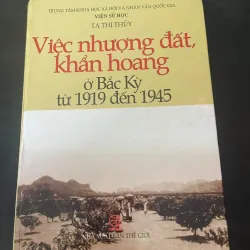 TRUNG TÂM KHOA HỌC XÃ HỘI VÀ NHÂN VĂN QUỐC GIA
VIỆN SỬ HỌC
TẠ THỊ THÚY
Việc nhượng đất,
khẩn hoang
ở Bắc Kỳ
từ 1919 đến 1945
NHÀ XUẤT BẢN THẾ GIỚI